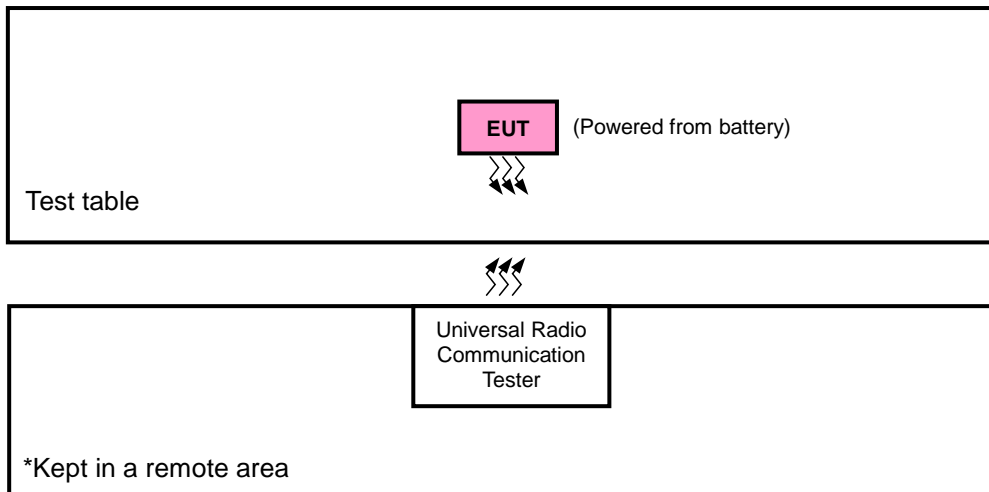 EUT
(Powered from battery)
Test table
Universal Radio
Communication
Tester
*Kept in a remote area